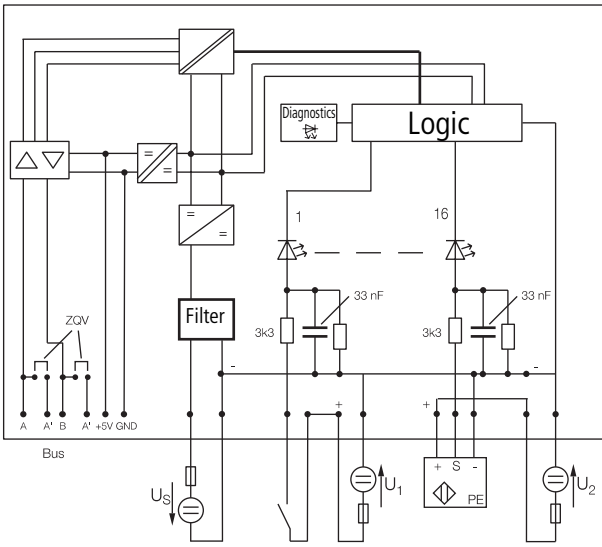 Diagnostics
Logic
1
16
33 nF
33 nF
Filter
3k3
3k3
ZQV
-
-
+
+
A A' B A' +5V GND
Bus
+ S -
PE
US
U1
U2
=
=
=
=